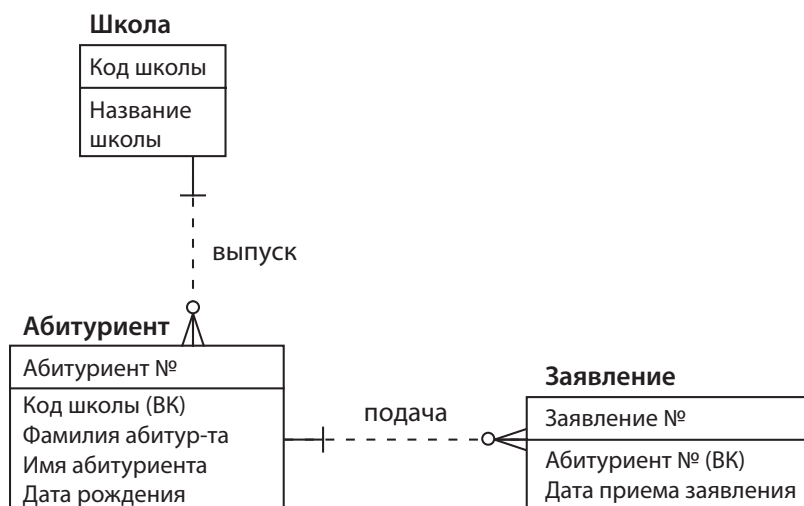 Школа
Код школы
Название
школы
выпуск
Абитуриент
Абитуриент №
Код школы (ВК)
Фамилия абитур-та
Имя абитуриента
Дата рождения
подача
Заявление
Заявление №
Абитуриент № (ВК)
Дата приема заявления